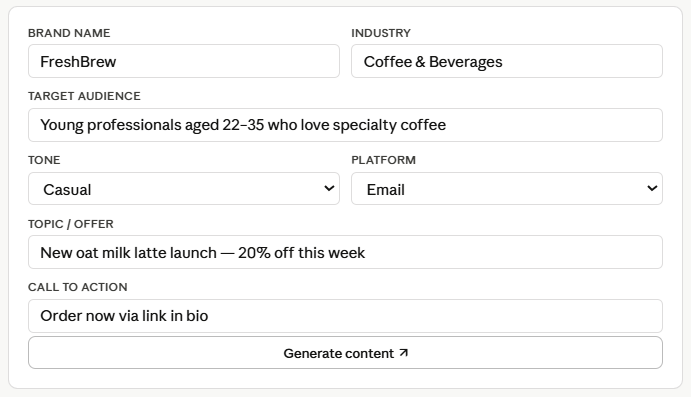 BRAND NAME
INDUSTRY
FreshBrew
Coffee & Beverages
TARGET AUDIENCE
Young professionals aged 22–35 who love specialty coffee
TONE
PLATFORM
Casual
Email
TOPIC / OFFER
New oat milk latte launch — 20% off this week
CALL TO ACTION
Order now via link in bio
Generate content ↗